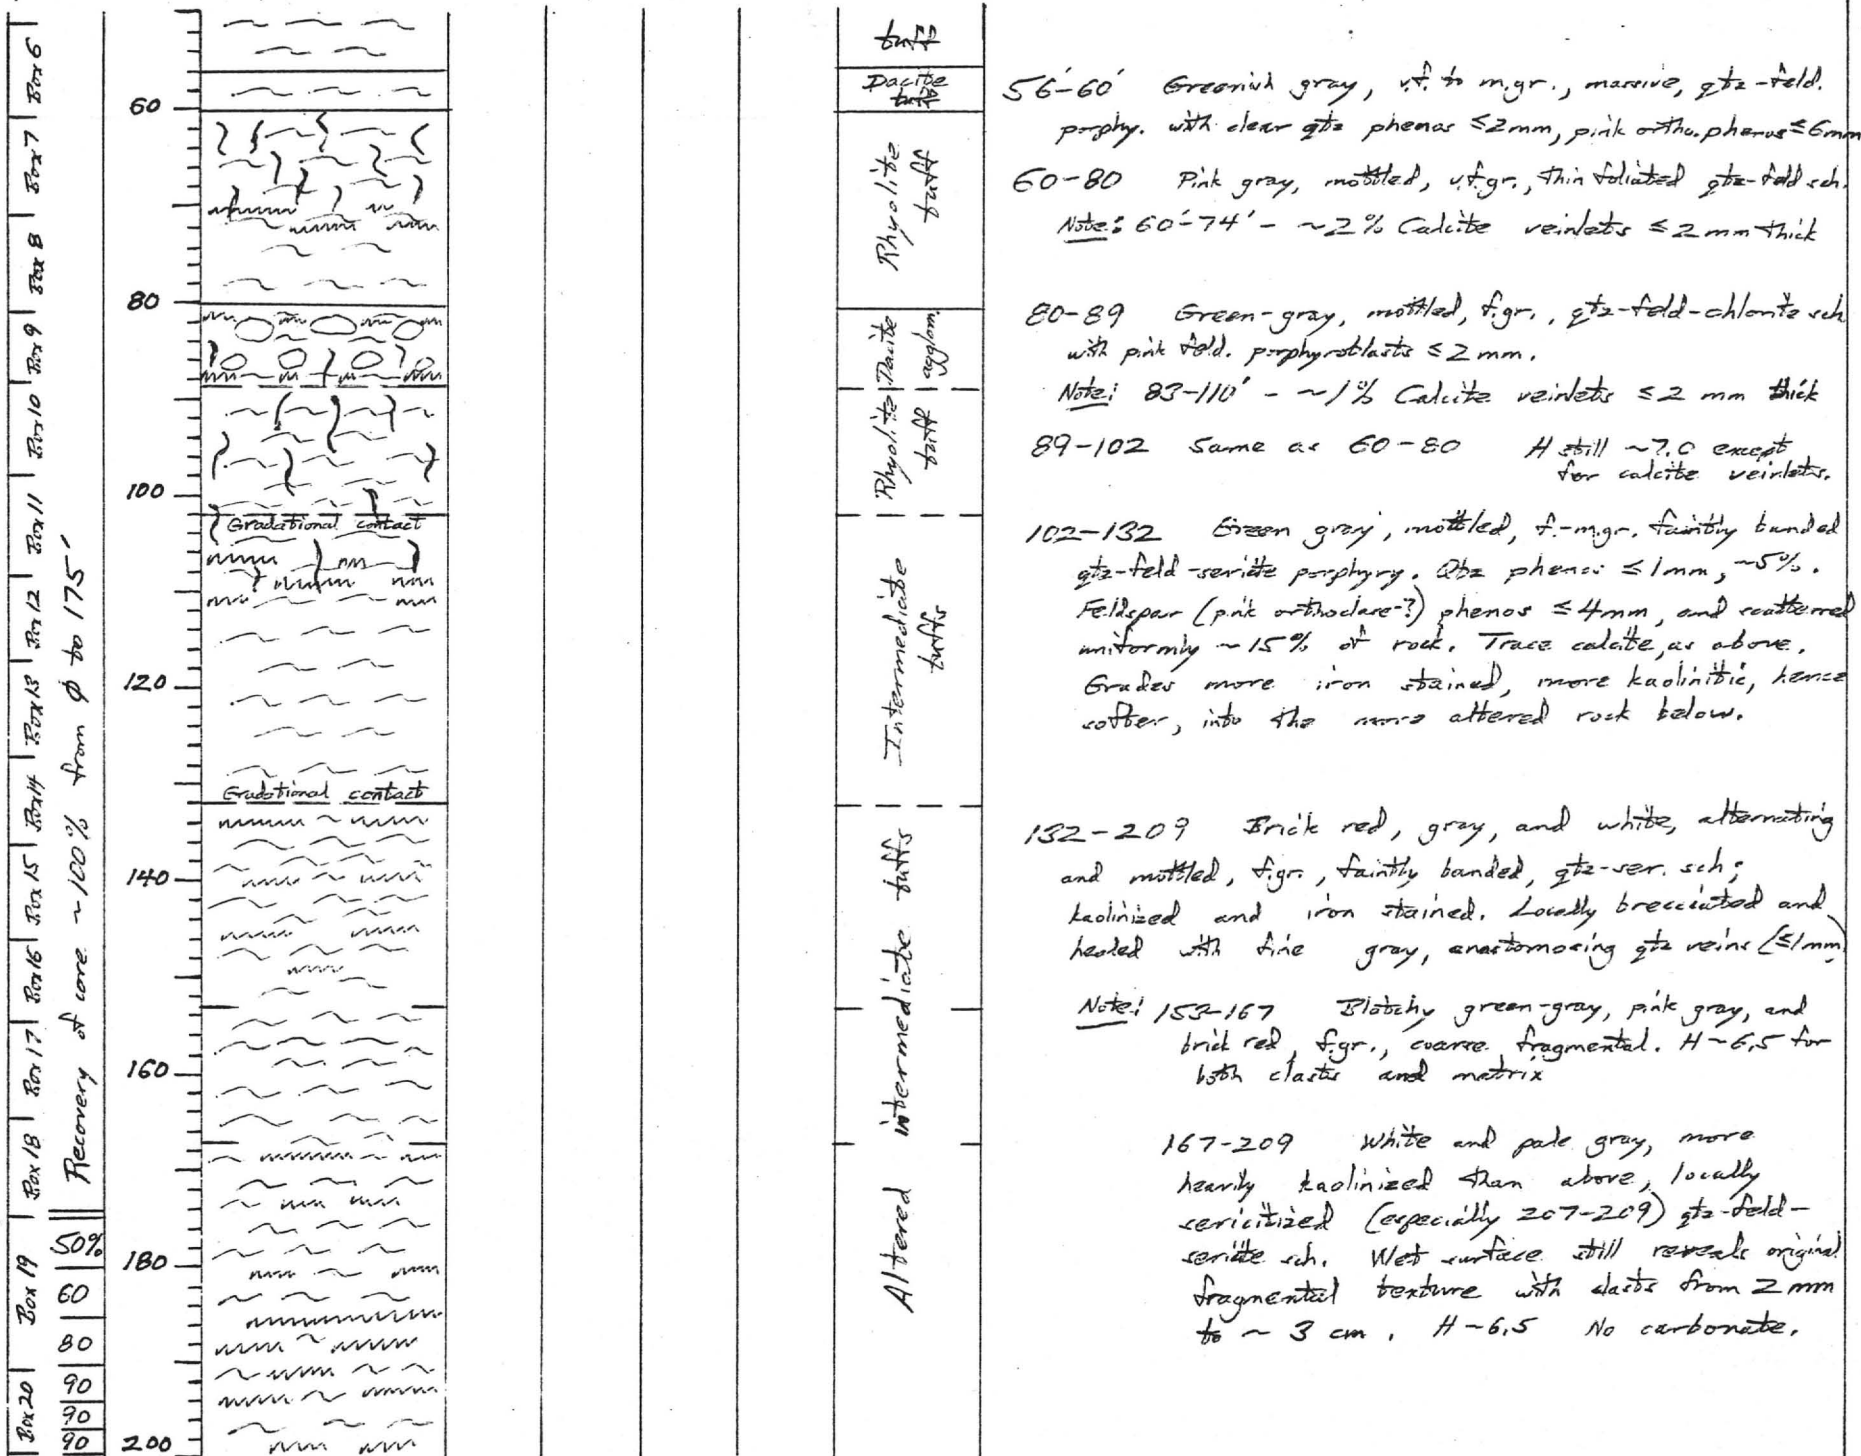 Box 6
Box 7
Box 8
Box 9
Box 10
Box 11
Box 12
Box 13
Box 14
Box 15
Box 16
Box 17
Box 18
Box 19
Box 20
Recovery of core ~100% from Ø to 175'
50%
60
80
90
90
90
60
80
100
120
140
160
180
200
Gradational contact
Gradational contact
tuff
Dacite
tuff
Rhyolite
tuff
Dacite
agglom.
Rhyolite
tuff
Intermediate
tuffs
Altered intermediate tuffs
56'-60' Greenish gray, v.f. to m.gr., massive, qtz-feld.
porphy. with clear qtz phenos ≤2mm, pink ortho. phenos ≤6mm
60-80 Pink gray, mottled, v.f.gr., thin foliated qtz-feld sch.
Note: 60'-74' - ~2% Calcite veinlets ≤2mm thick
80-89 Green-gray, mottled, f.gr., qtz-feld-chlorite sch
with pink feld. porphyroblasts ≤2mm.
Note: 83-110' - ~1% Calcite veinlets ≤2 mm thick
89-102 Same as 60-80 H still ~7.0 except
for calcite veinlets.
102-132 Green gray, mottled, f.-m.gr. faintly banded
qtz-feld-sericite porphyry. Qtz phenos ≤1mm, ~5%.
Feldspar (pink orthoclase-?) phenos ≤4mm, and scattered
uniformly ~15% of rock. Trace calcite, as above.
Grades more iron stained, more kaolinitic, hence
softer, into the more altered rock below.
132-209 Brick red, gray, and white, alternating
and mottled, f.gr., faintly banded, qtz-ser. sch;
kaolinized and iron stained. Locally brecciated and
healed with fine gray, anastomosing qtz veins (≤1mm)
Note: 153-167 Blotchy green-gray, pink gray, and
brick red, f.gr., coarse fragmental. H~6.5 for
both clasts and matrix
167-209 White and pale gray, more
heavily kaolinized than above, locally
sericitized (especially 207-209) qtz-feld-
sericite sch. Wet surface still reveals original
fragmental texture with clasts from 2 mm
to ~ 3 cm. H~6.5 No carbonate.